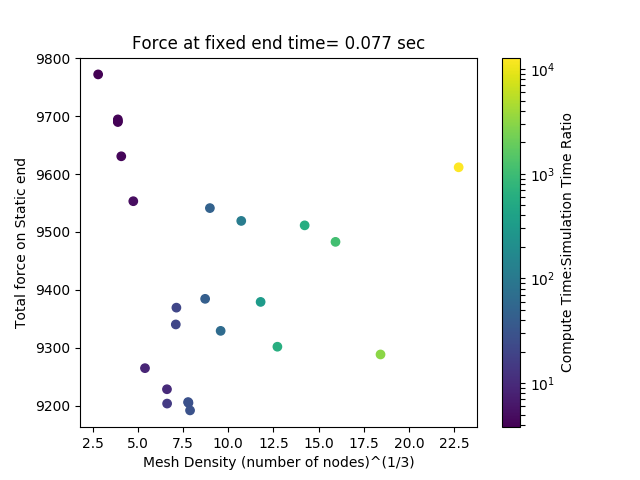 Force at fixed end time= 0.077 sec
9800
9700
9600
9500
9400
9300
9200
Total force on Static end
2.5 5.0 7.5 10.0 12.5 15.0 17.5 20.0 22.5
Mesh Density (number of nodes)^(1/3)
10^4
10^3
10^2
10^1
Compute Time:Simulation Time Ratio